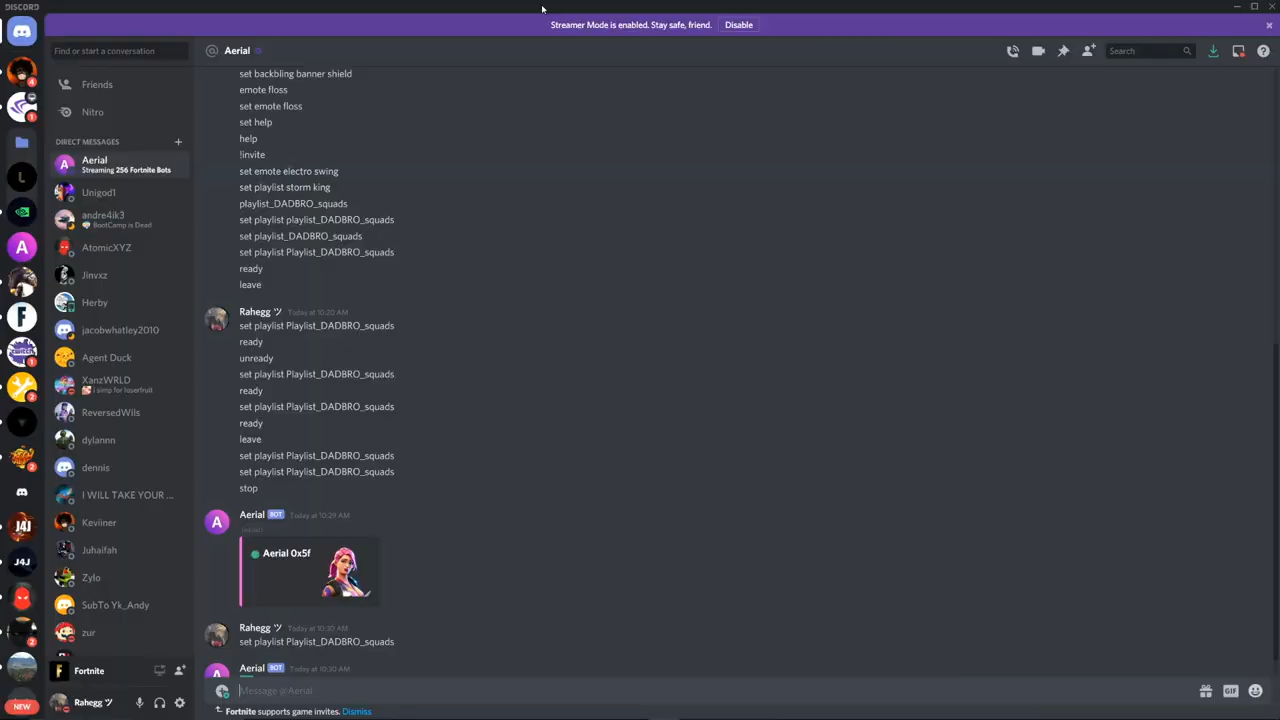 DISCORD
Streamer Mode is enabled. Stay safe, friend.
Disable
Find or start a conversation
Aerial
Search
Friends
Nitro
DIRECT MESSAGES
Aerial
Streaming 256 Fortnite Bots
Unigod1
andre4ik3
BootCamp is Dead
AtomicXYZ
Jinvxz
Herby
jacobwhatley2010
Agent Duck
XanzWRLD
i simp for loserfruit
ReversedWils
dylannn
dennis
I WILL TAKE YOUR ...
Keviiner
Juhaifah
Zylo
SubTo Yk_Andy
zur
Fortnite
Rahegg ツ
NEW
set backbling banner shield
emote floss
set emote floss
set help
help
!invite
set emote electro swing
set playlist storm king
playlist_DADBRO_squads
set playlist playlist_DADBRO_squads
set playlist_DADBRO_squads
set playlist Playlist_DADBRO_squads
ready
leave
Rahegg ツ Today at 10:20 AM
set playlist Playlist_DADBRO_squads
ready
unready
set playlist Playlist_DADBRO_squads
ready
set playlist Playlist_DADBRO_squads
ready
leave
set playlist Playlist_DADBRO_squads
set playlist Playlist_DADBRO_squads
stop
Aerial BOT Today at 10:29 AM
Aerial 0x5f
Rahegg ツ Today at 10:30 AM
set playlist Playlist_DADBRO_squads
Aerial BOT Today at 10:30 AM
Message @Aerial
GIF
Fortnite supports game invites. Dismiss